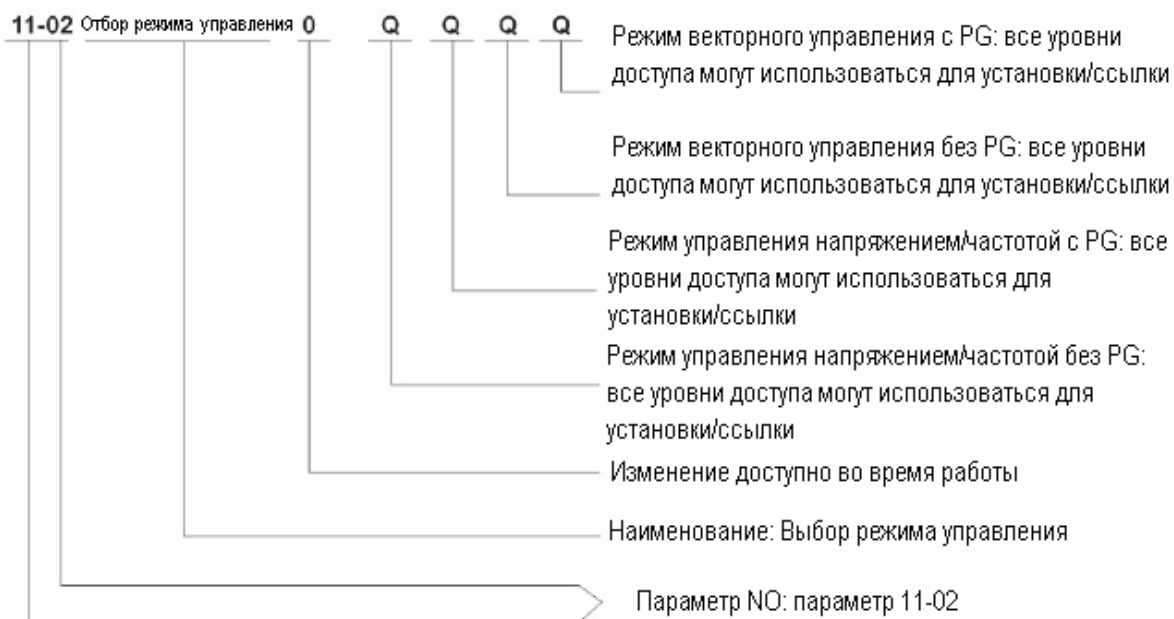 11-02 Отбор режима управления 0 Q Q Q Q
Режим векторного управления с PG: все уровни
доступа могут использоваться для установки/ссылки
Режим векторного управления без PG: все уровни
доступа могут использоваться для установки/ссылки
Режим управления напряжением/частотой с PG: все
уровни доступа могут использоваться для
установки/ссылки
Режим управления напряжением/частотой без PG:
все уровни доступа могут использоваться для
установки/ссылки
Изменение доступно во время работы
Наименование: Выбор режима управления
Параметр NO: параметр 11-02